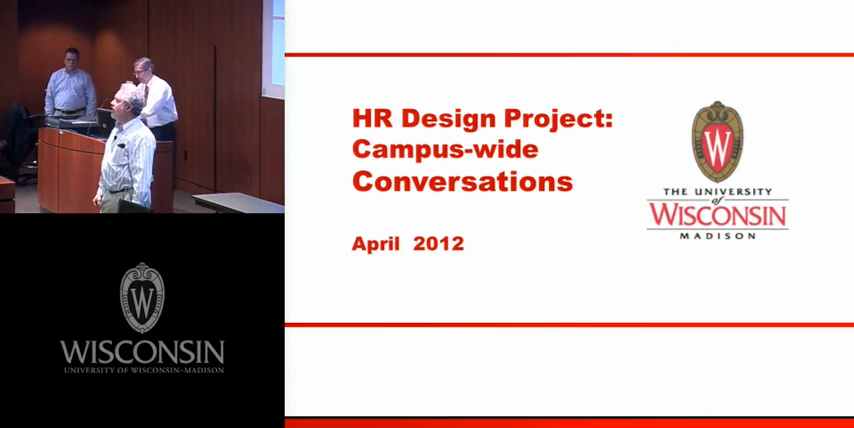 HR Design Project:
Campus-wide
Conversations
April 2012
W
THE UNIVERSITY
of
WISCONSIN
MADISON
W
WISCONSIN
UNIVERSITY OF WISCONSIN–MADISON